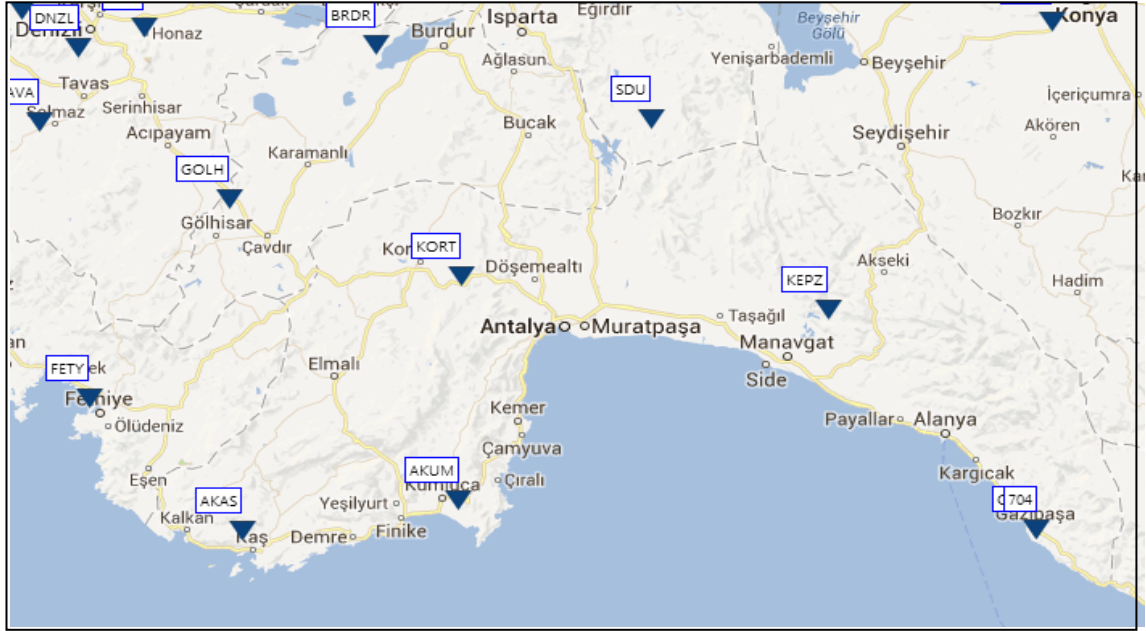 Isparta
Eğirdir
BRDR
Burdur
Konya
DNZL
Honaz
Beyşehir
Gölü
Ağlasun
Yenişarbademli
Beyşehir
Tavas
Serinhisar
SDU
İçeriçumra
AVA
Bucak
Acıpayam
Seydişehir
Akören
GOLH
Karamanlı
Gölhisar
Çavdır
Bozkır
KORT
Döşemealtı
KEPZ
Akseki
Hadim
Antalya
Muratpaşa
Taşağıl
Manavgat
Side
FETY
Elmalı
Ölüdeniz
Kemer
Payallar
Alanya
Çamyuva
Kargıcak
Eşen
AKUM
Çıralı
AKAS
Yeşilyurt
704
Kalkan
Finike
Demre
Kaş
Gazipaşa